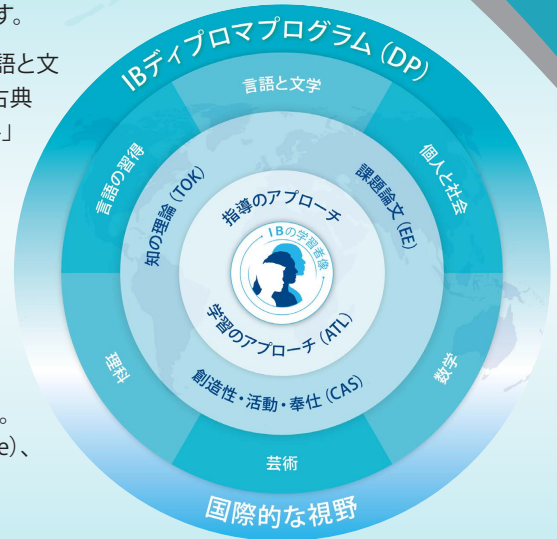 す。
語と文
古典
」
。
e)、
IBディプロマプログラム (DP)
言語と文学
言語の習得
個人と社会
知の理論 (TOK)
課題論文 (EE)
指導のアプローチ
IBの学習者像
学習のアプローチ (ATL)
理科
数学
創造性・活動・奉仕 (CAS)
芸術
国際的な視野